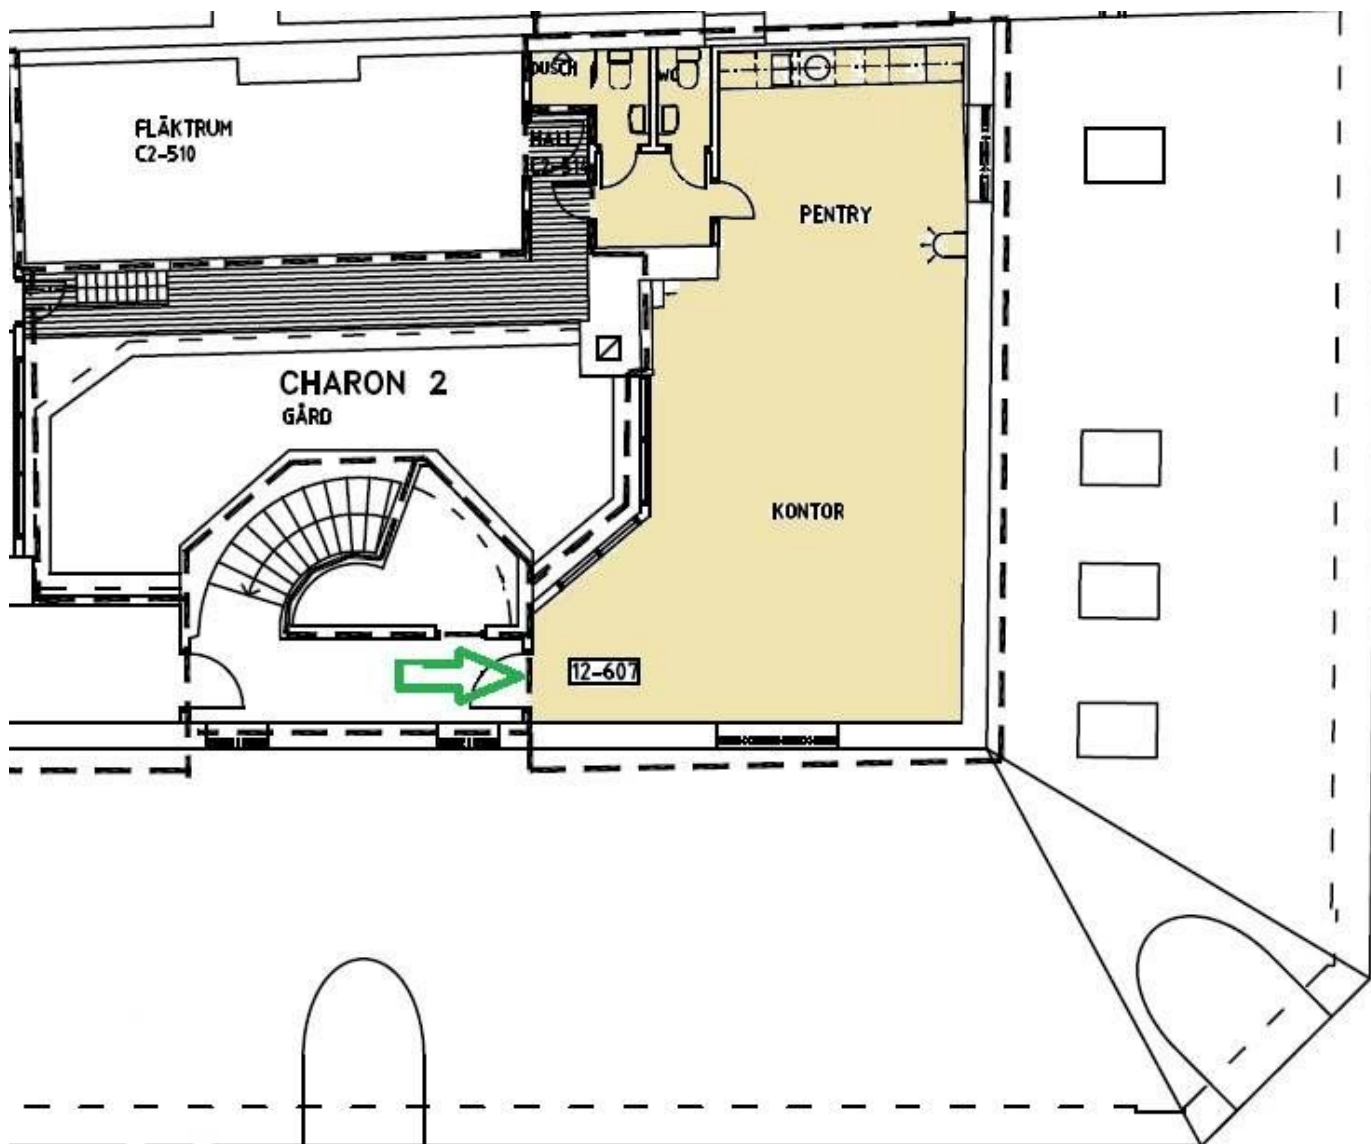 DUSCH
WC
FLÄKTRUM
C2-510
HALL
PENTRY
CHARON 2
GÅRD
KONTOR
12-607